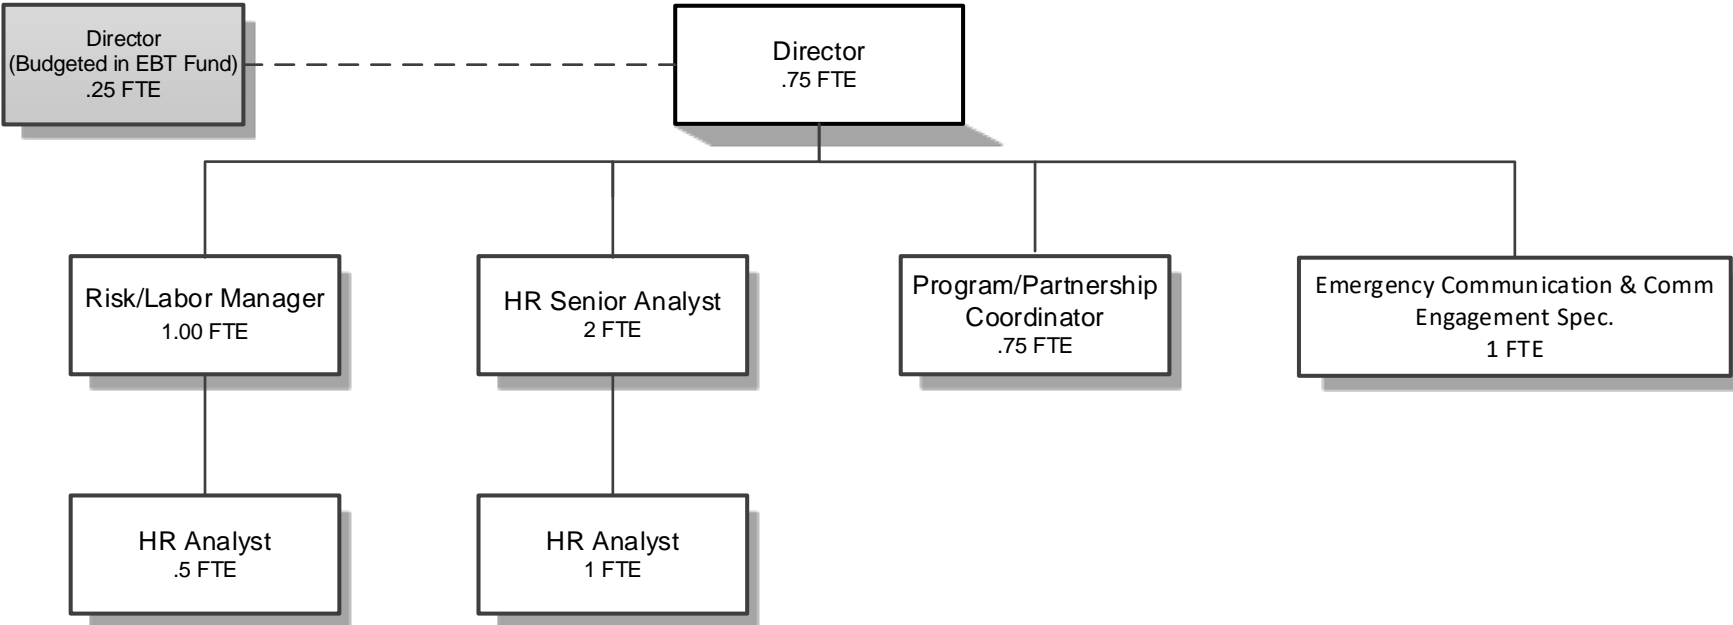 Director
(Budgeted in EBT Fund)
.25 FTE
Director
.75 FTE
Risk/Labor Manager
1.00 FTE
HR Senior Analyst
2 FTE
Program/Partnership
Coordinator
.75 FTE
Emergency Communication & Comm
Engagement Spec.
1 FTE
HR Analyst
.5 FTE
HR Analyst
1 FTE